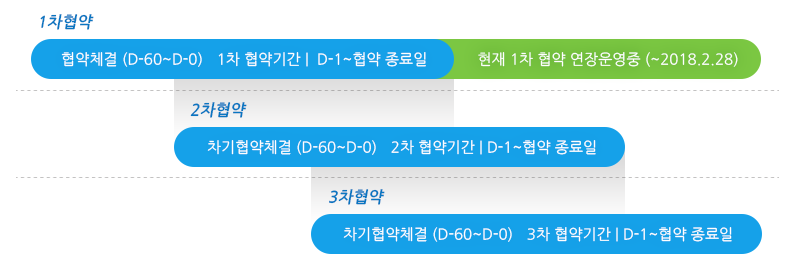 1차협약
협약체결 (D-60~D-0) 1차 협약기간 | D-1~협약 종료일 현재 1차 협약 연장운영중 (~2018.2.28)
2차협약
차기협약체결 (D-60~D-0) 2차 협약기간 | D-1~협약 종료일
3차협약
차기협약체결 (D-60~D-0) 3차 협약기간 | D-1~협약 종료일